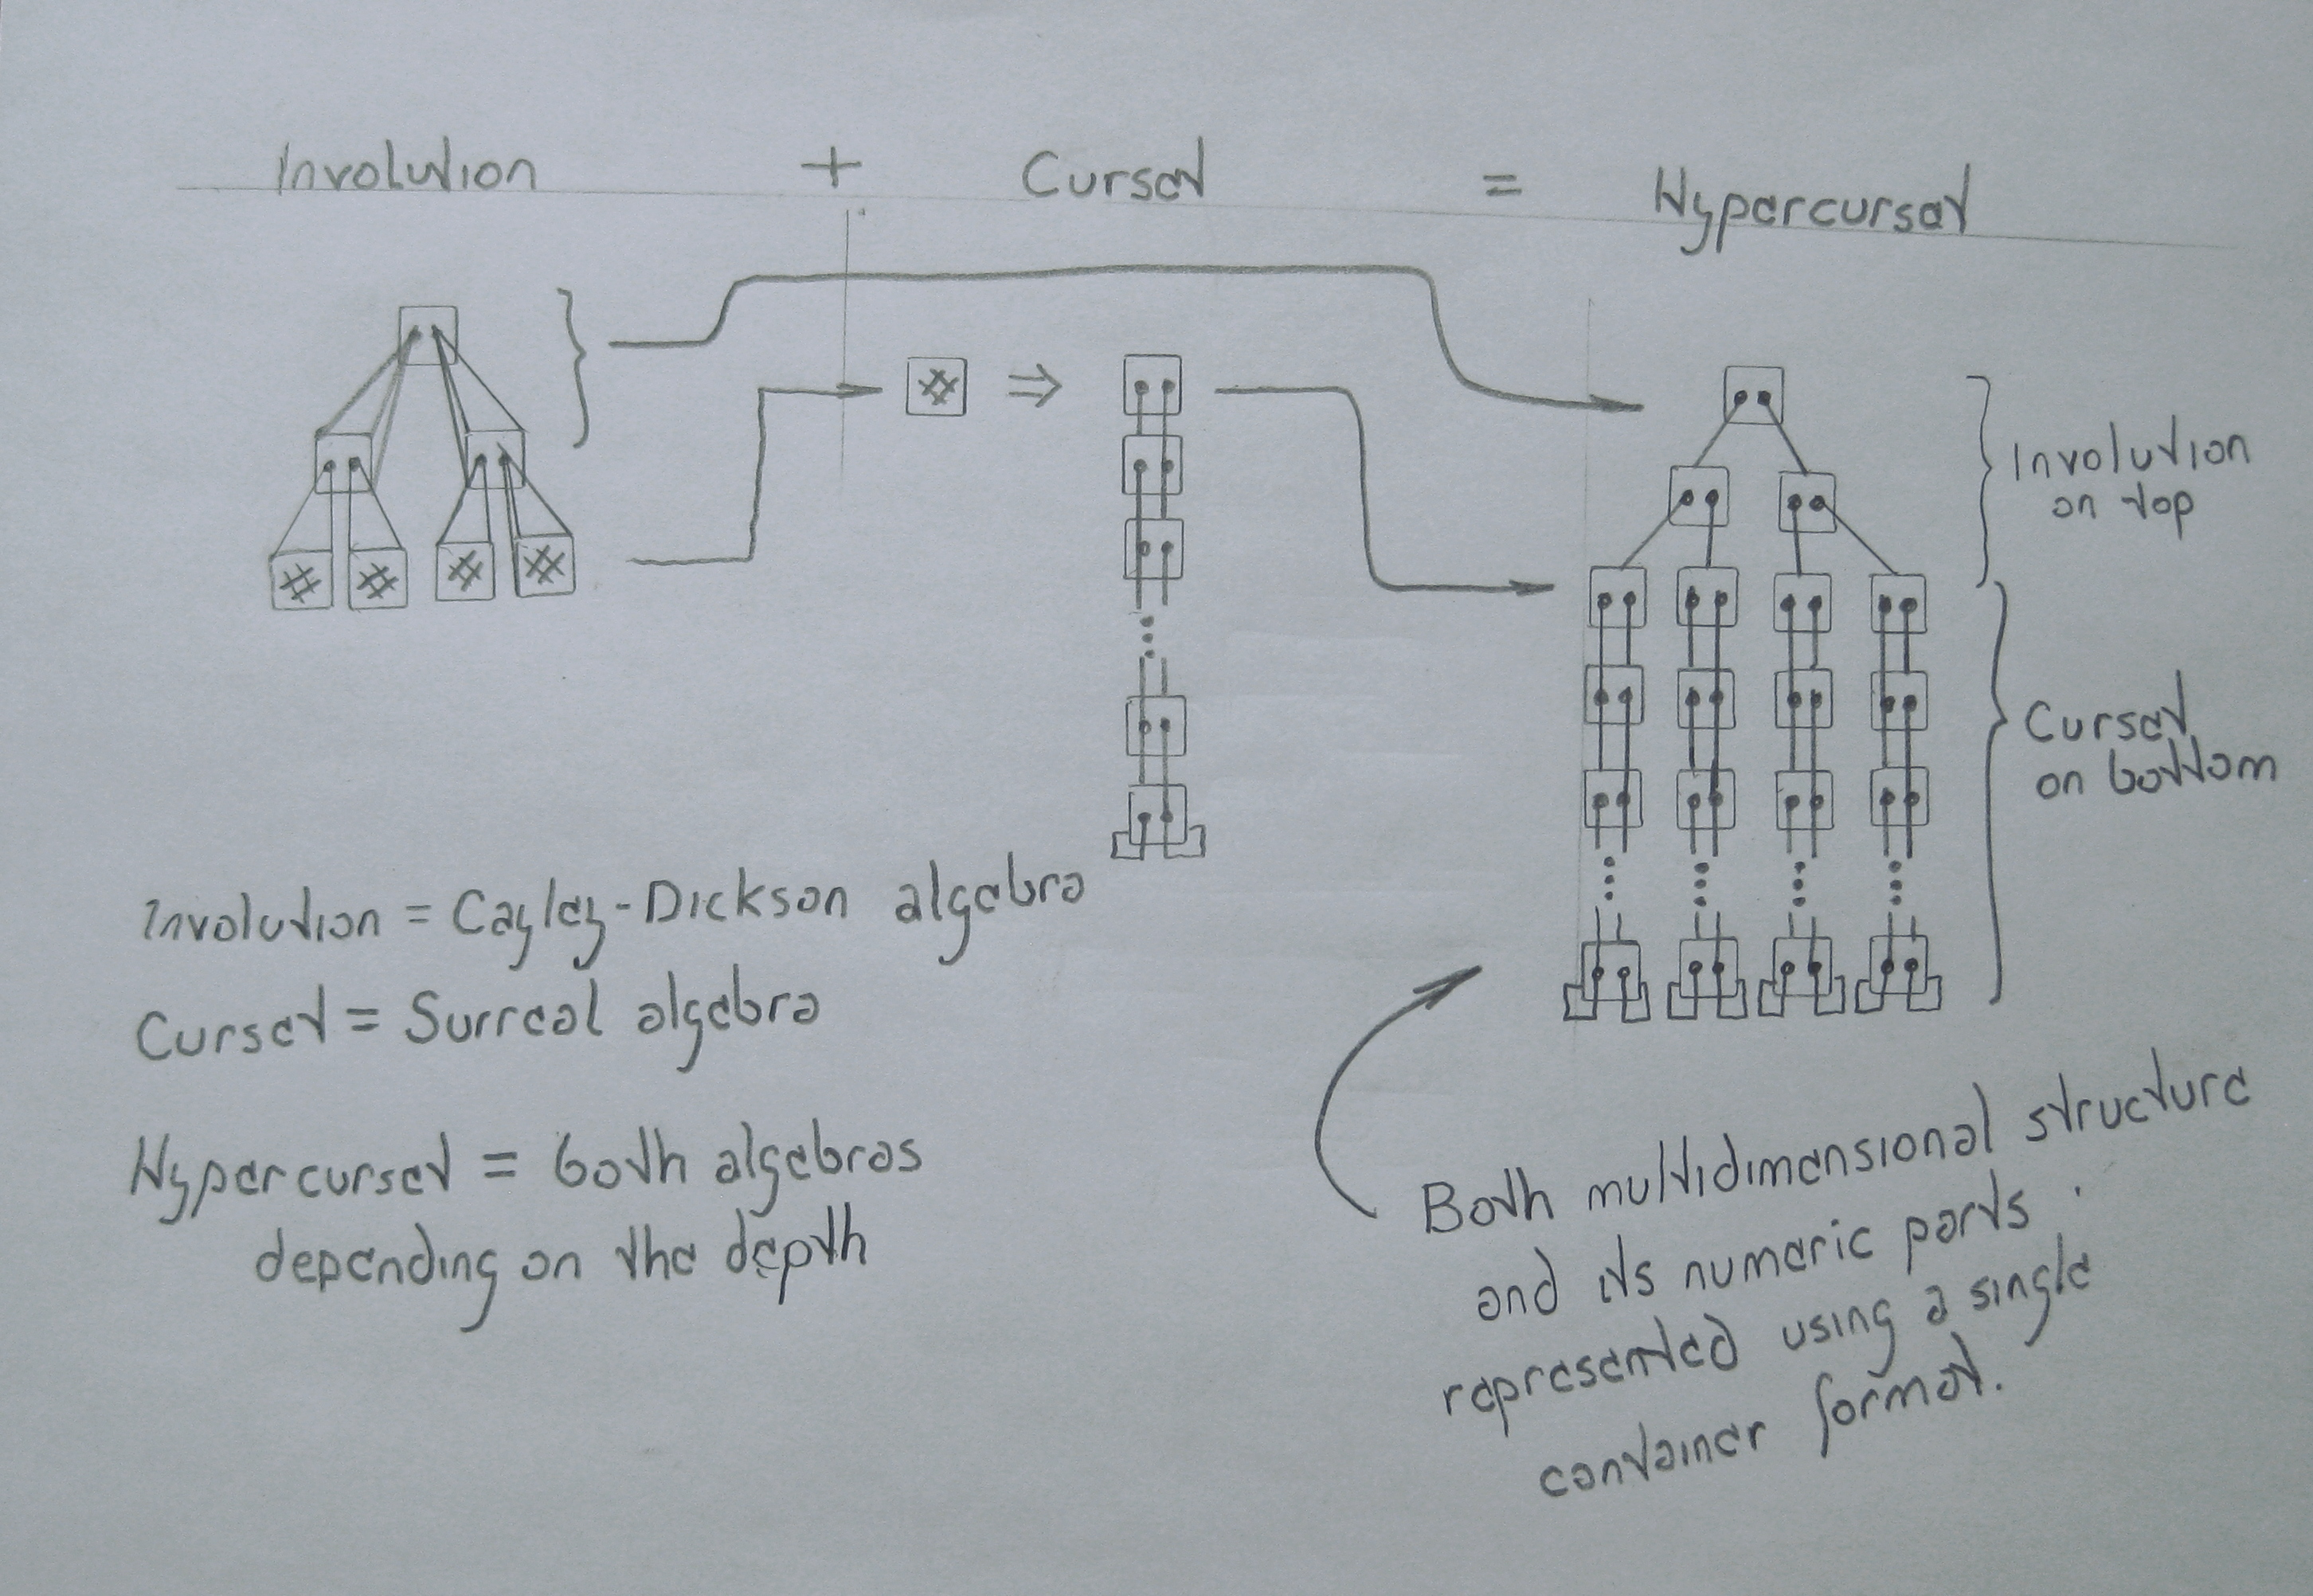 Involution + Curset = Hypercurset
Involution
on top
Curset
on bottom
Involution = Cayley-Dickson algebra
Curset = Surreal algebra
Hypercurset = both algebras
depending on the depth
Both multidimensional structure
and its numeric parts
represented using a single
container format.